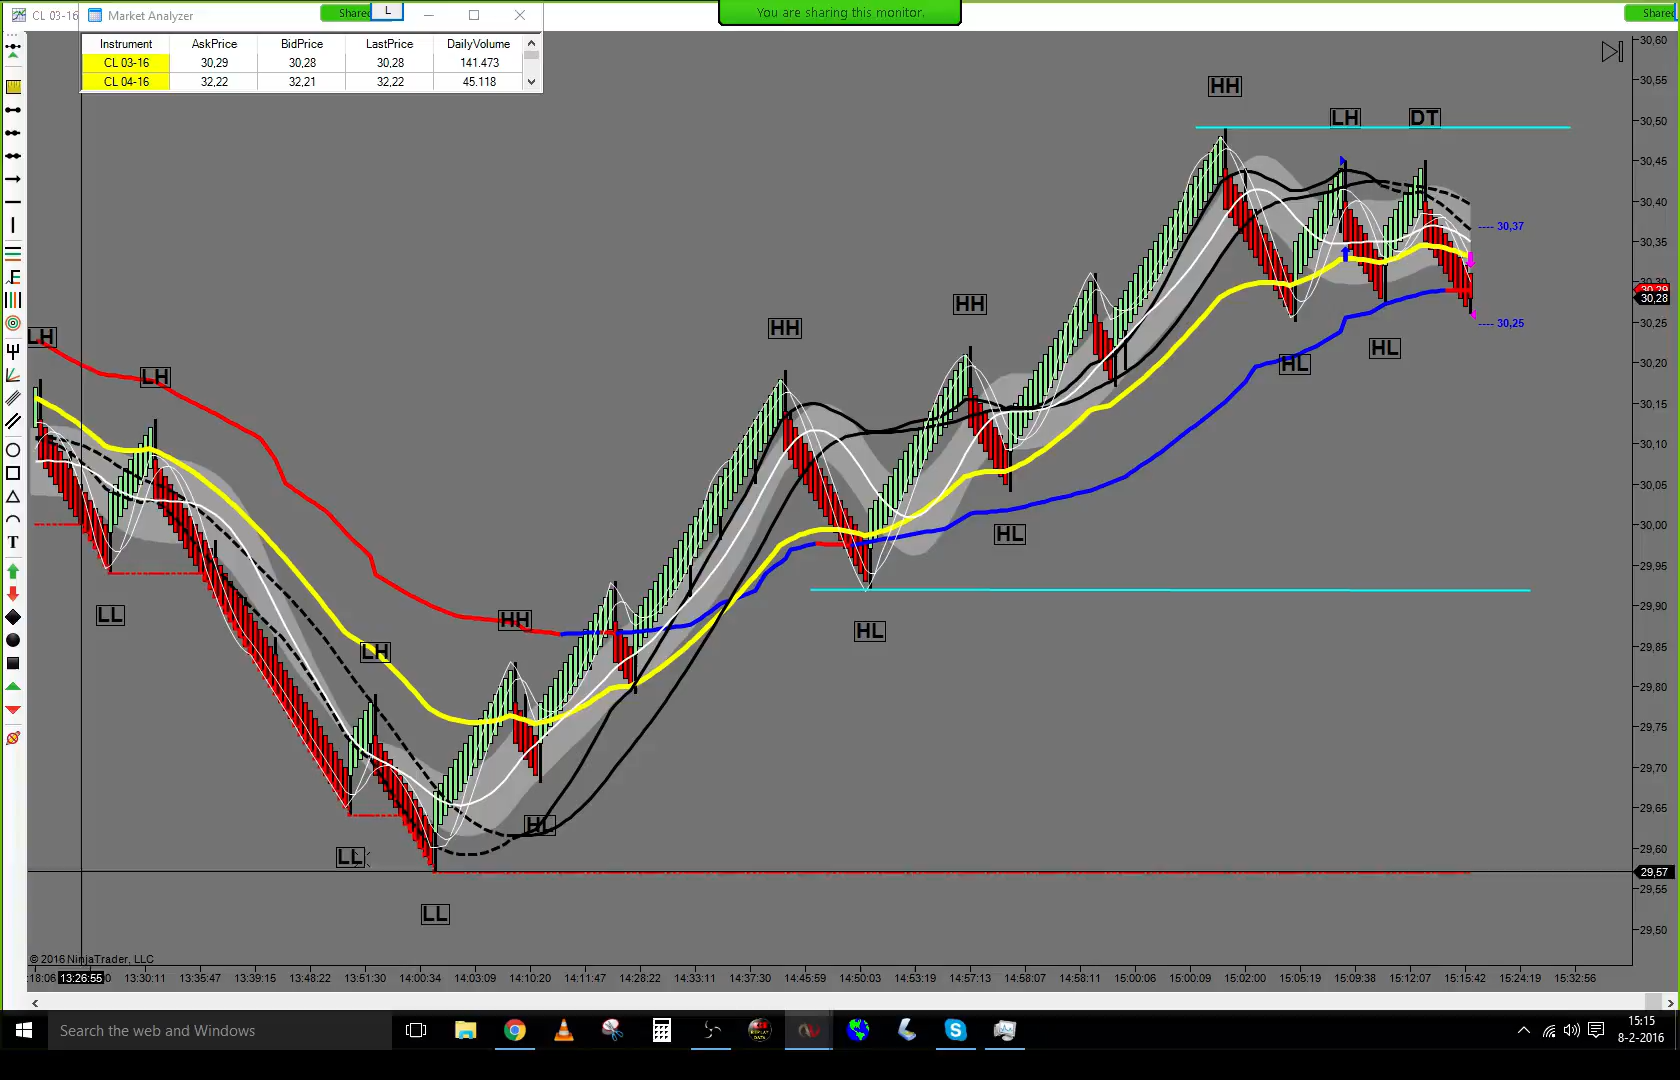 CL 03-16
Market Analyzer
Shared
L
You are sharing this monitor.
Shared
Instrument AskPrice BidPrice LastPrice DailyVolume
CL 03-16 30,29 30,28 30,28 141.473
CL 04-16 32,22 32,21 32,22 45.118
30,60
30,55
30,50
30,45
30,40
30,35
30,29
30,28
30,25
30,20
30,15
30,10
30,05
30,00
29,95
29,90
29,85
29,80
29,75
29,70
29,65
29,60
29,57
29,55
29,50
HH
LH
DT
---- 30,37
---- 30,25
HH
HH
LH
LH
HL
HL
HL
LL
HH
HL
LH
HL
LL
LL
T
© 2016 NinjaTrader, LLC
:18:06 13:26:55 0 13:30:11 13:35:47 13:39:15 13:48:22 13:51:30 14:00:34 14:03:09 14:10:20 14:11:47 14:28:22 14:33:11 14:37:30 14:45:59 14:50:03 14:53:19 14:57:13 14:58:07 14:58:11 15:00:06 15:00:09 15:02:00 15:05:19 15:09:38 15:12:07 15:15:42 15:24:19 15:32:56
Search the web and Windows
15:15
8-2-2016